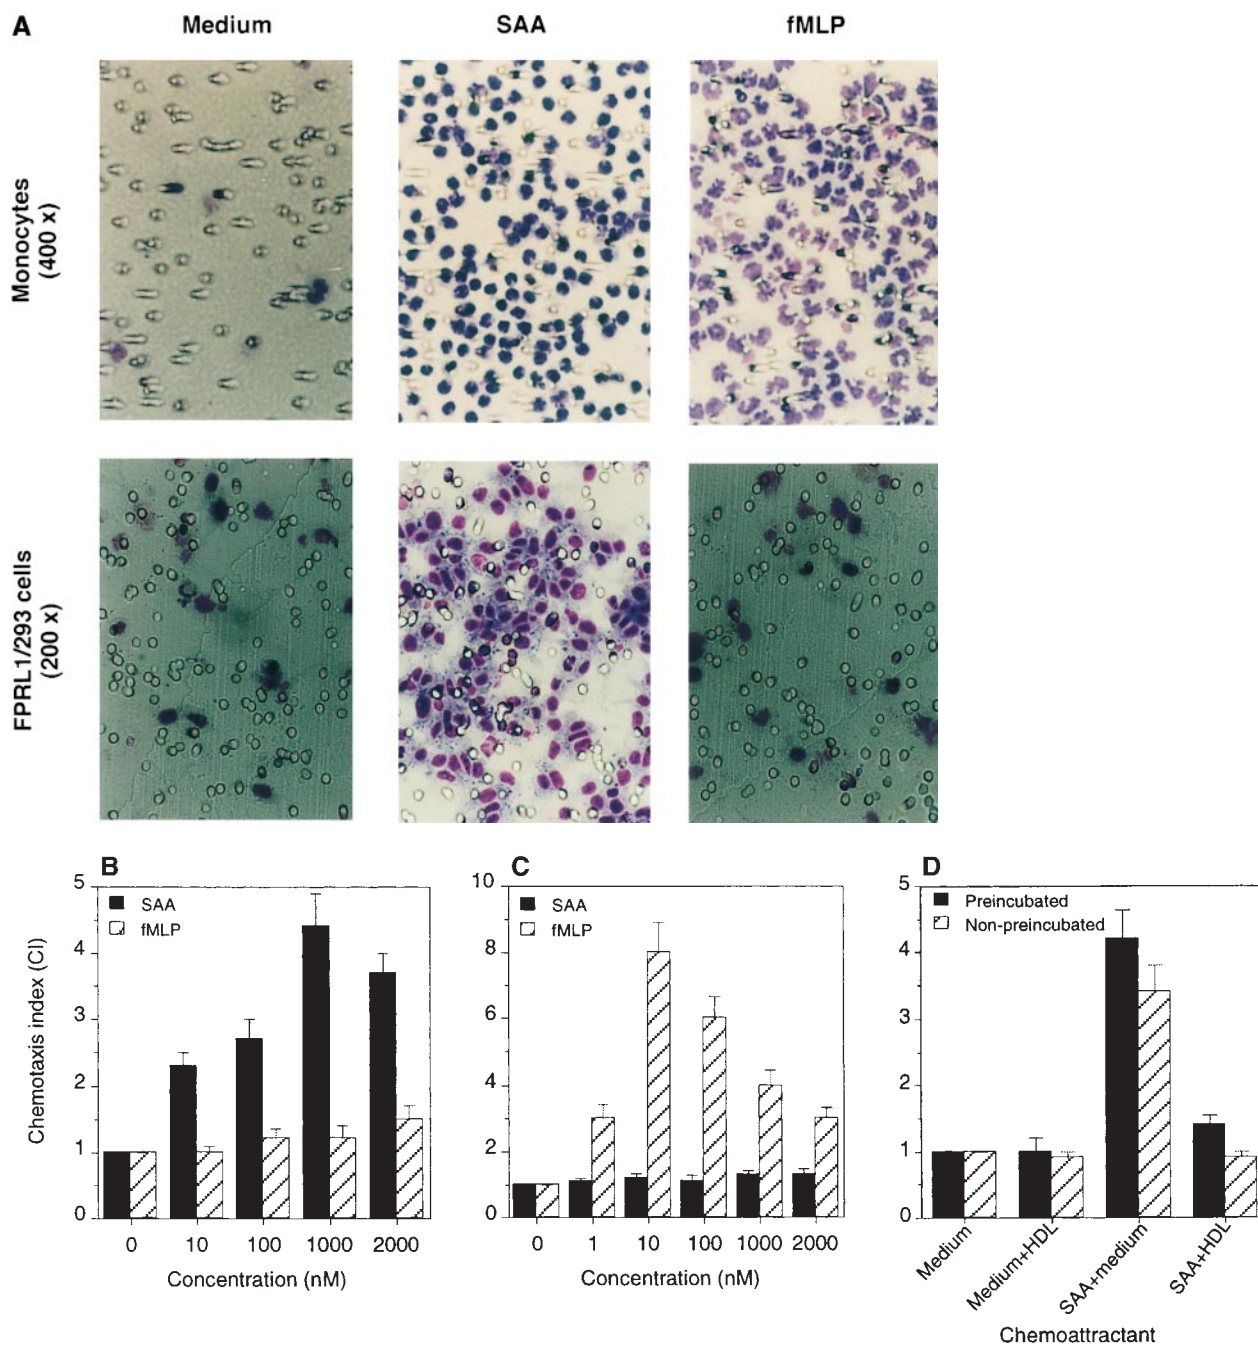 A
Medium
SAA
fMLP
Monocytes
(400 x)
FPRL1/293 cells
(200 x)
B
5
4
3
2
1
0
SAA
fMLP
Chemotaxis index (CI)
0 10 100 1000 2000
Concentration (nM)
C
10
8
6
4
2
0
SAA
fMLP
0 1 10 100 1000 2000
Concentration (nM)
D
5
4
3
2
1
0
Preincubated
Non-preincubated
Medium
Medium+HDL
SAA+medium
SAA+HDL
Chemoattractant